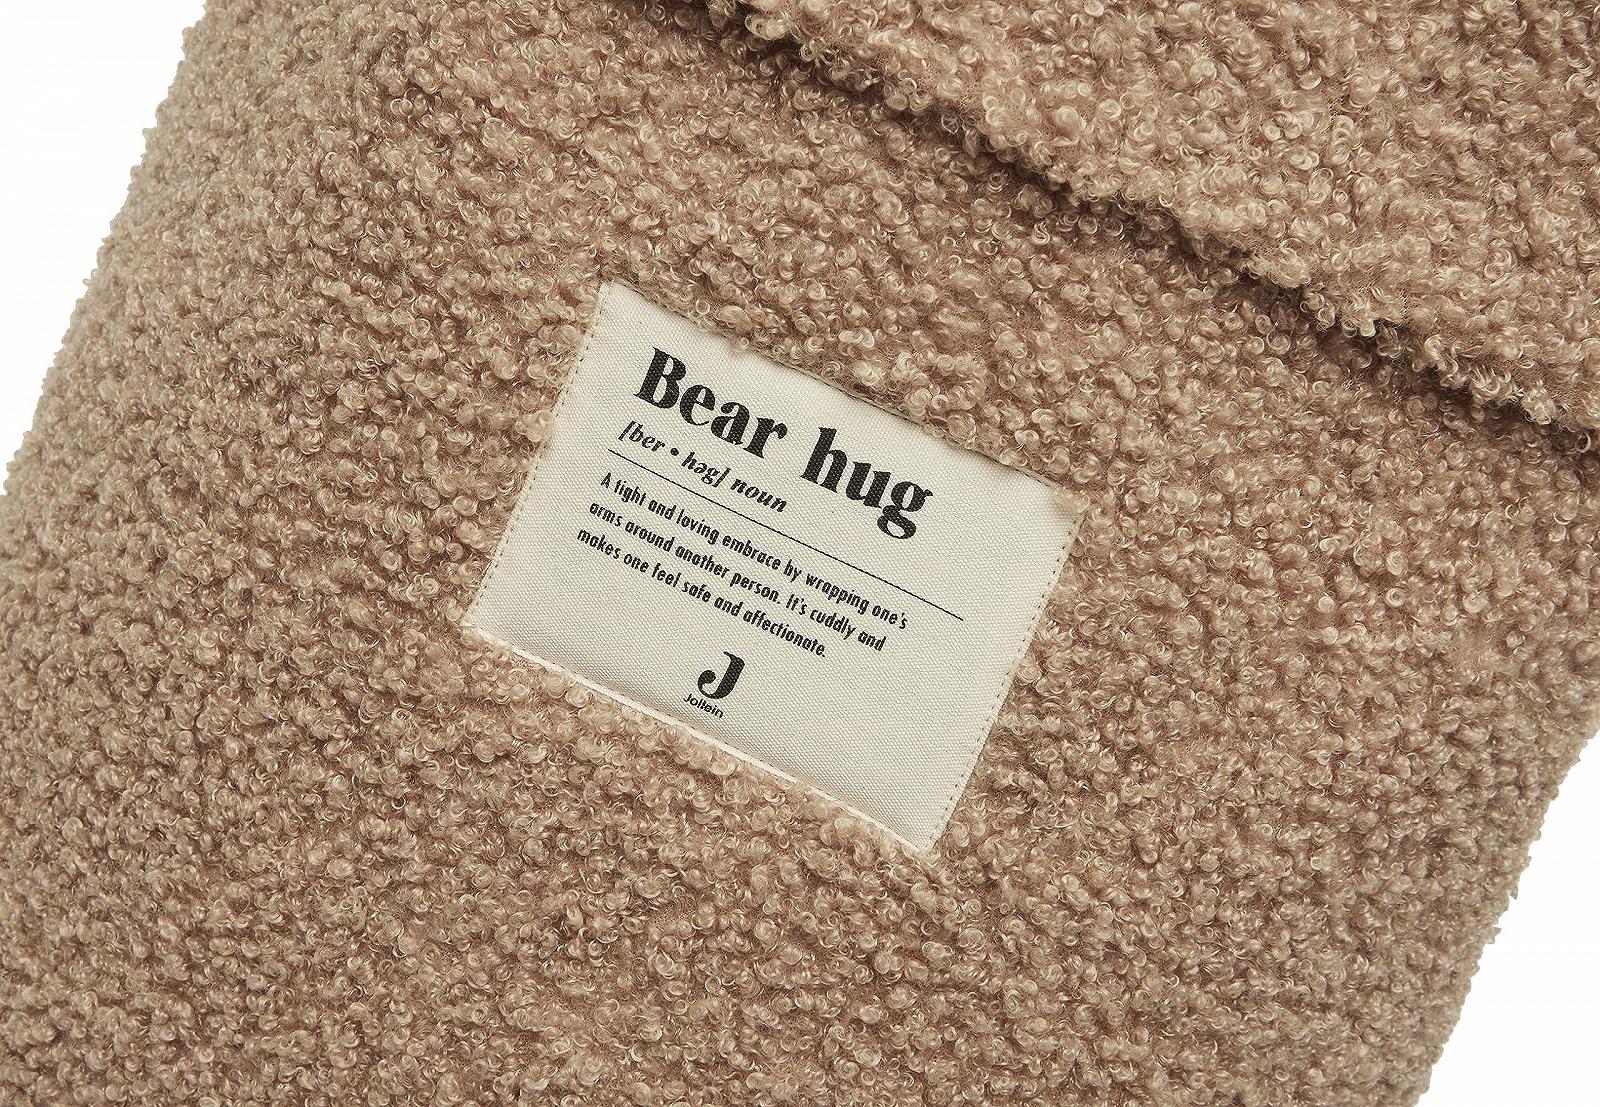 Bear hug
/ber • həg/ noun
A tight and loving embrace by wrapping one's
arms around another person. It's cuddly and
makes one feel safe and affectionate.
J
Jollein